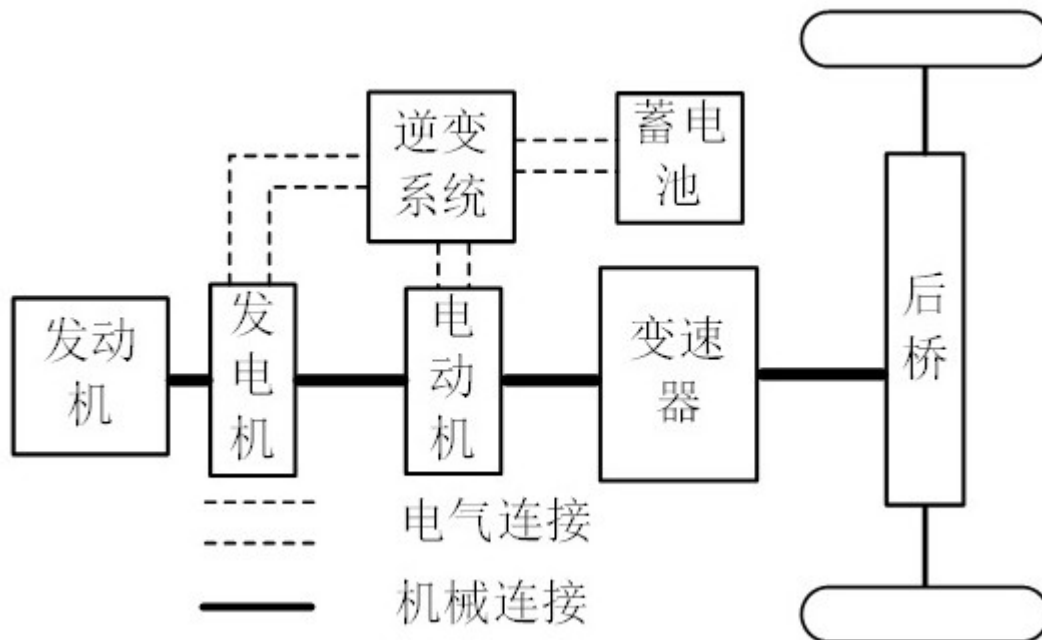 逆变
系统
蓄电
池
发动
机
发
电
机
电
动
机
变速
器
后
桥
电气连接
机械连接